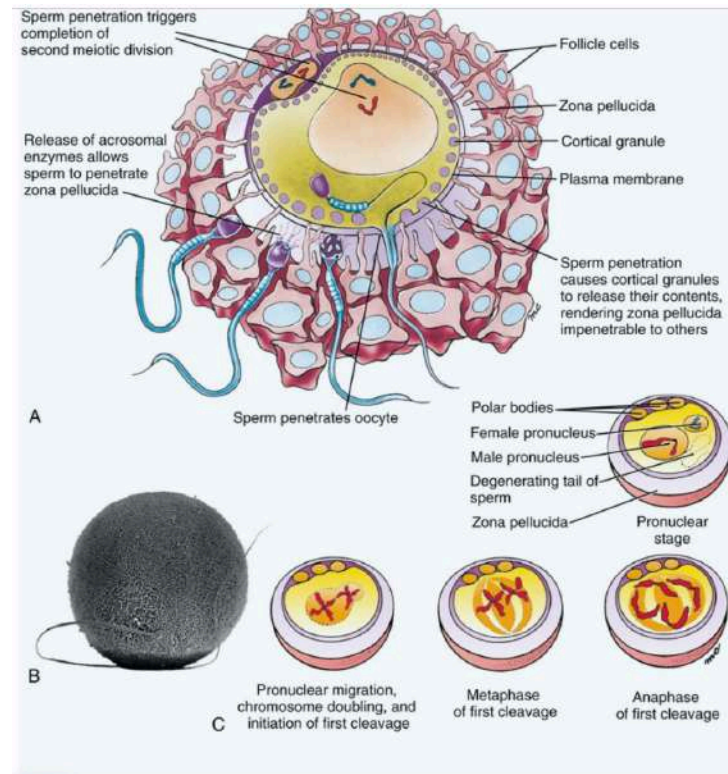 Sperm penetration triggers
completion of
second meiotic division
Follicle cells
Zona pellucida
Release of acrosomal
enzymes allows
sperm to penetrate
zona pellucida
Cortical granule
Plasma membrane
Sperm penetration
causes cortical granules
to release their contents,
rendering zona pellucida
impenetrable to others
Sperm penetrates oocyte
A
Polar bodies
Female pronucleus
Male pronucleus
Degenerating tail of
sperm
Zona pellucida
Pronuclear
stage
B
C
Pronuclear migration,
chromosome doubling, and
initiation of first cleavage
Metaphase
of first cleavage
Anaphase
of first cleavage